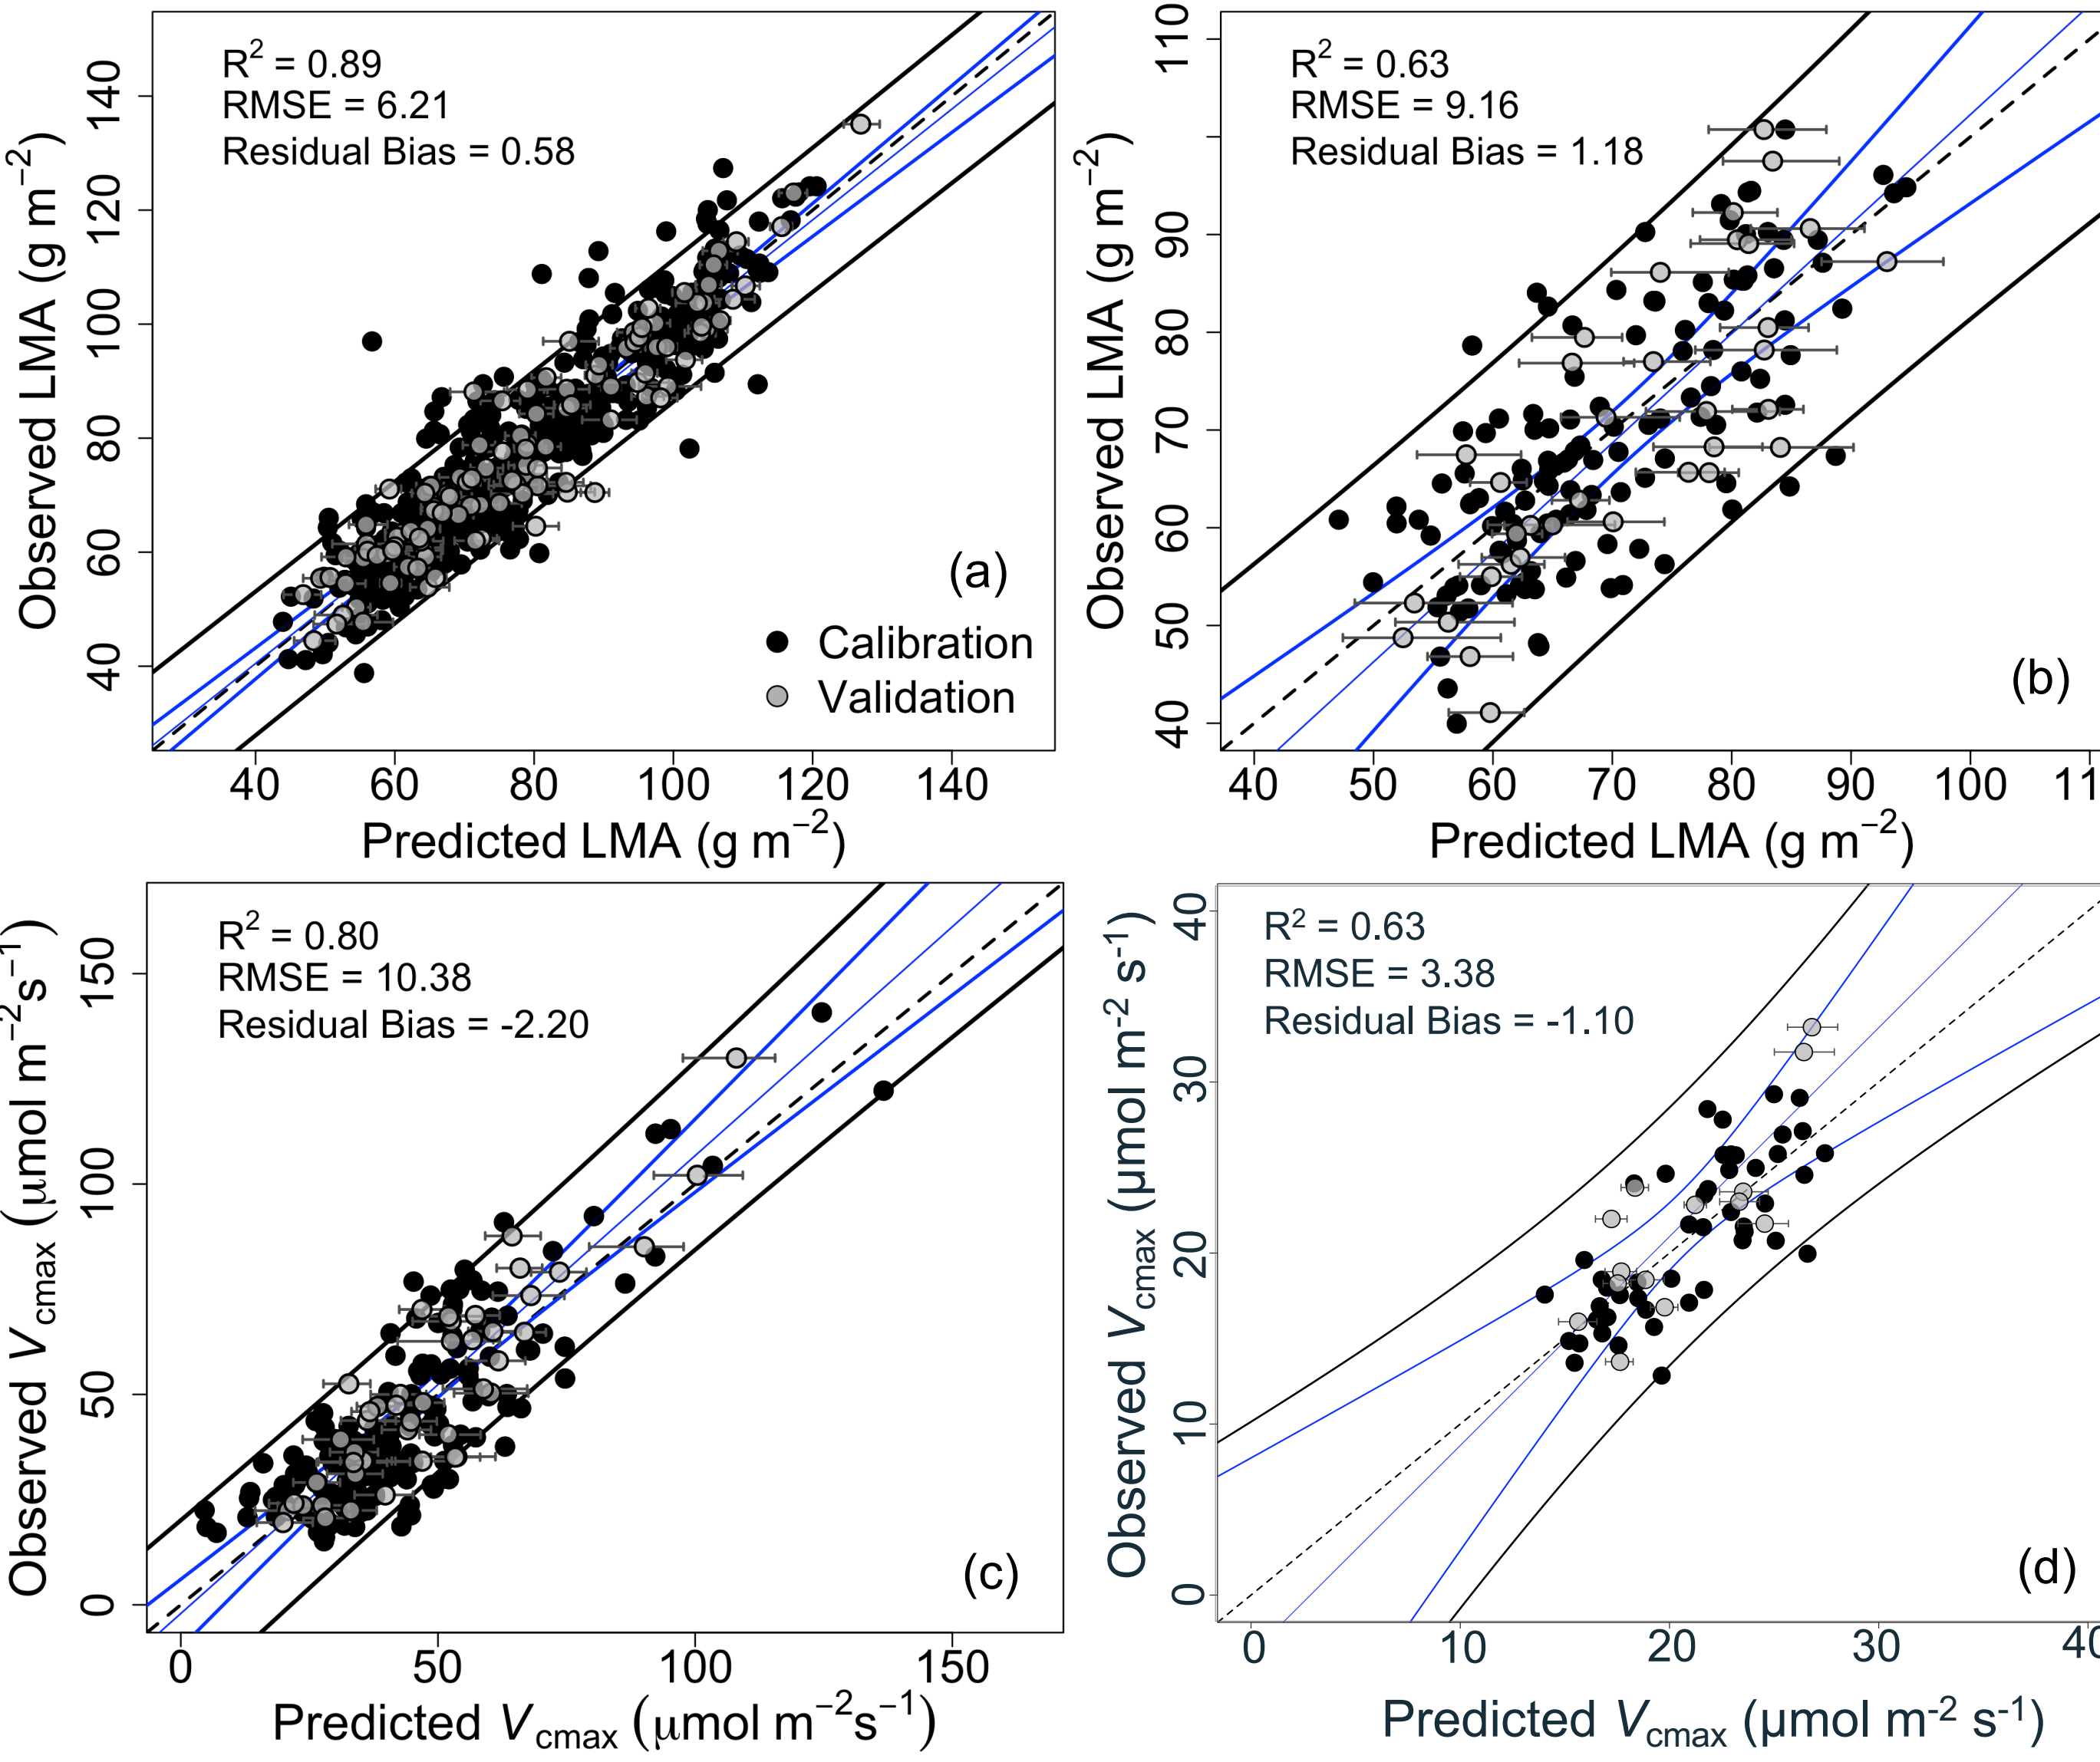 R² = 0.89
RMSE = 6.21
Residual Bias = 0.58
Observed LMA (g m⁻²)
140
120
100
80
60
40
(a)
Calibration
Validation
40 60 80 100 120 140
Predicted LMA (g m⁻²)
R² = 0.63
RMSE = 9.16
Residual Bias = 1.18
Observed LMA (g m⁻²)
110
90
80
70
60
50
40
(b)
40 50 60 70 80 90 100 11
Predicted LMA (g m⁻²)
R² = 0.80
RMSE = 10.38
Residual Bias = -2.20
Observed Vcmax (μmol m⁻²s⁻¹)
150
100
50
0
(c)
0 50 100 150
Predicted Vcmax (μmol m⁻²s⁻¹)
R² = 0.63
RMSE = 3.38
Residual Bias = -1.10
Observed Vcmax (μmol m⁻² s⁻¹)
40
30
20
10
0
(d)
0 10 20 30 40
Predicted Vcmax (μmol m⁻² s⁻¹)